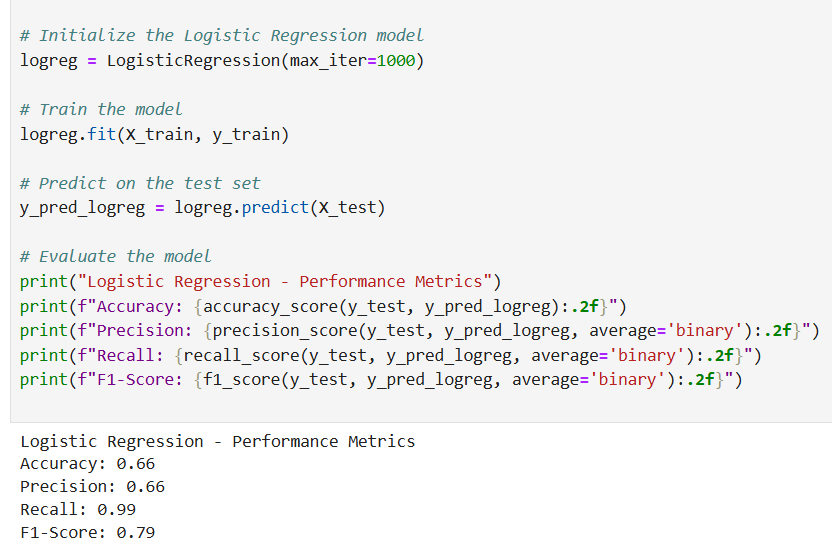 # Initialize the Logistic Regression model
logreg = LogisticRegression(max_iter=1000)
# Train the model
logreg.fit(X_train, y_train)
# Predict on the test set
y_pred_logreg = logreg.predict(X_test)
# Evaluate the model
print("Logistic Regression - Performance Metrics")
print(f"Accuracy: {accuracy_score(y_test, y_pred_logreg):.2f}")
print(f"Precision: {precision_score(y_test, y_pred_logreg, average='binary'):.2f}")
print(f"Recall: {recall_score(y_test, y_pred_logreg, average='binary'):.2f}")
print(f"F1-Score: {f1_score(y_test, y_pred_logreg, average='binary'):.2f}")
Logistic Regression - Performance Metrics
Accuracy: 0.66
Precision: 0.66
Recall: 0.99
F1-Score: 0.79